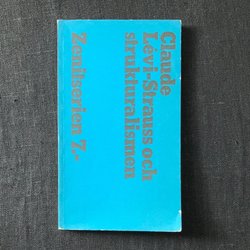 Claude
Lévi-Strauss och
strukturalismen
Zenitserien 7.-